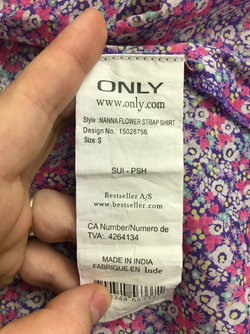 ONLY
www.only.com
Style : NANNA FLOWER STRAP SHIRT
Design No. : 15028756
Size: S
SUI - PSH
Bestseller A/S
www.bestseller.com
CA Number/Numero de
TVA:. 4264134
MADE IN INDIA
FABRIQUE EN Inde